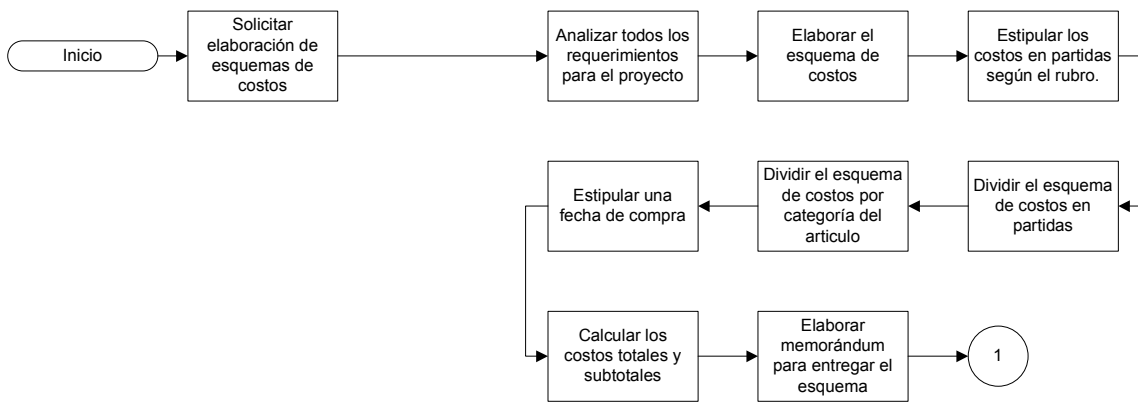 Inicio
Solicitar
elaboración de
esquemas de
costos
Analizar todos los
requerimientos
para el proyecto
Elaborar el
esquema de
costos
Estipular los
costos en partidas
según el rubro.
Dividir el esquema
de costos en
partidas
Dividir el esquema
de costos por
categoría del
articulo
Estipular una
fecha de compra
Calcular los
costos totales y
subtotales
Elaborar
memorándum
para entregar el
esquema
1